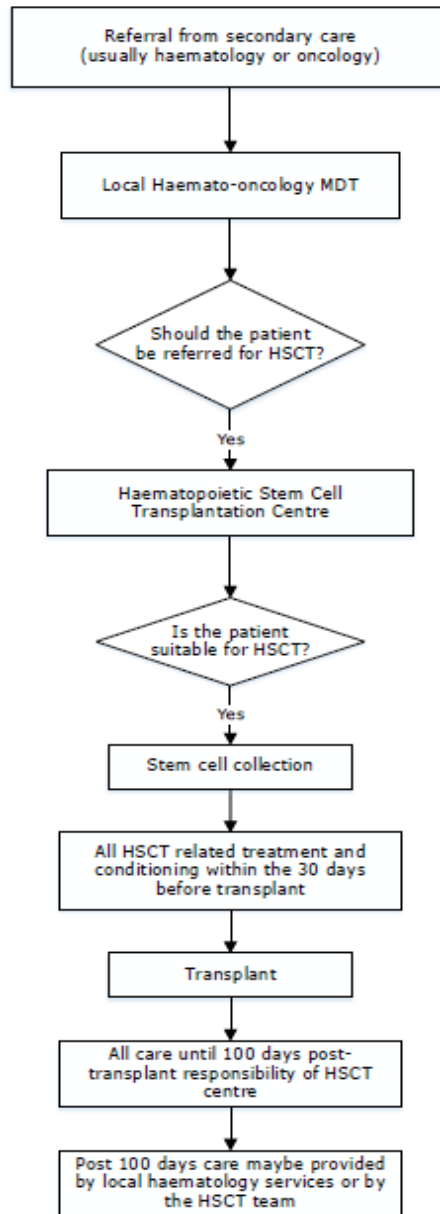 Referral from secondary care
(usually haematology or oncology)
Local Haemato-oncology MDT
Should the patient
be referred for HSCT?
Yes
Haematopoietic Stem Cell
Transplantation Centre
Is the patient
suitable for HSCT?
Yes
Stem cell collection
All HSCT related treatment and
conditioning within the 30 days
before transplant
Transplant
All care until 100 days post-
transplant responsibility of HSCT
centre
Post 100 days care maybe provided
by local haematology services or by
the HSCT team